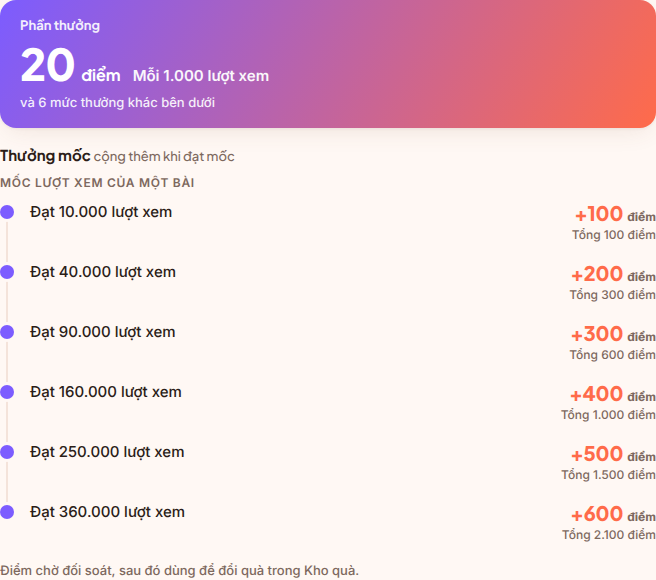 Phần thưởng
20 điểm Mỗi 1.000 lượt xem
và 6 mức thưởng khác bên dưới
Thưởng mốc cộng thêm khi đạt mốc
MỐC LƯỢT XEM CỦA MỘT BÀI
Đạt 10.000 lượt xem +100 điểm
Tổng 100 điểm
Đạt 40.000 lượt xem +200 điểm
Tổng 300 điểm
Đạt 90.000 lượt xem +300 điểm
Tổng 600 điểm
Đạt 160.000 lượt xem +400 điểm
Tổng 1.000 điểm
Đạt 250.000 lượt xem +500 điểm
Tổng 1.500 điểm
Đạt 360.000 lượt xem +600 điểm
Tổng 2.100 điểm
Điểm chờ đối soát, sau đó dùng để đổi quà trong Kho quà.